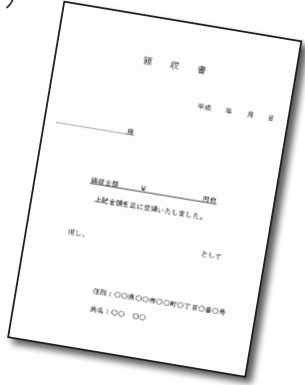 領 収 書
平成 年 月 日
様
領収金額 ¥ 円也
上記金額を正に受領いたしました。
但し、
として
住所：〇〇県〇〇市〇〇町〇丁目〇番〇号
氏名：〇〇 〇〇